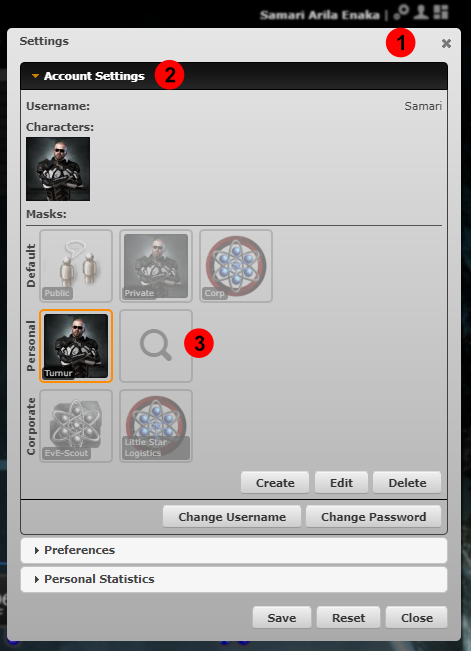 Samari Arila Enaka |
Settings
1
Account Settings
2
Username:
Samari
Characters:
Masks:
Default
Public
Private
Corp
Personal
Tumur
3
Corporate
EvE-Scout
Little Star
Logistics
Create
Edit
Delete
Change Username
Change Password
Preferences
Personal Statistics
Save
Reset
Close